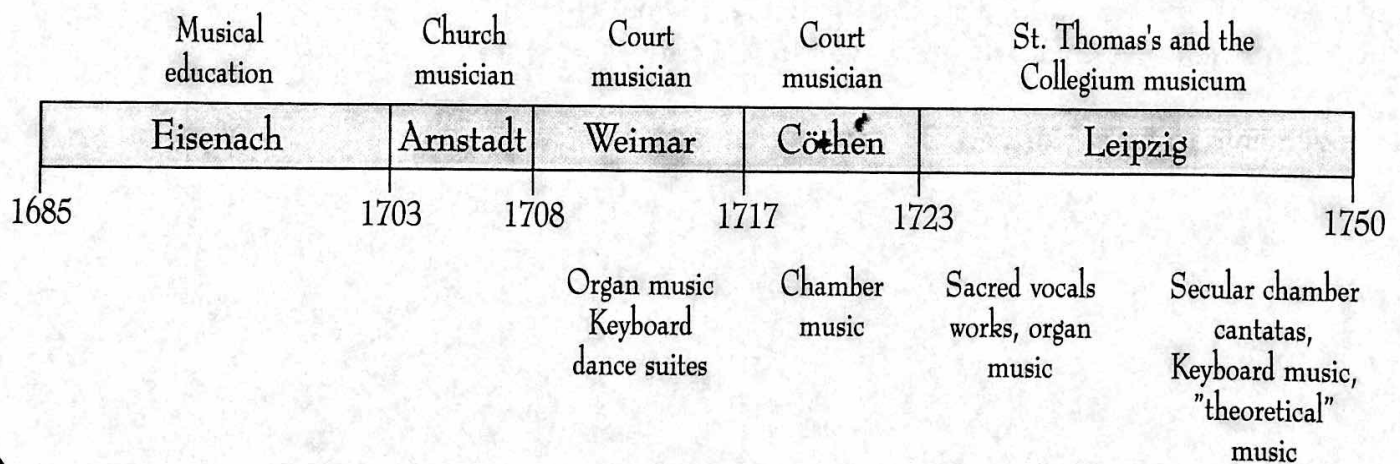 Musical
education
Church
musician
Court
musician
Court
musician
St. Thomas's and the
Collegium musicum
Eisenach
Arnstadt
Weimar
Cöthen
Leipzig
1685
1703
1708
1717
1723
1750
Organ music
Keyboard
dance suites
Chamber
music
Sacred vocals
works, organ
music
Secular chamber
cantatas,
Keyboard music,
"theoretical"
music